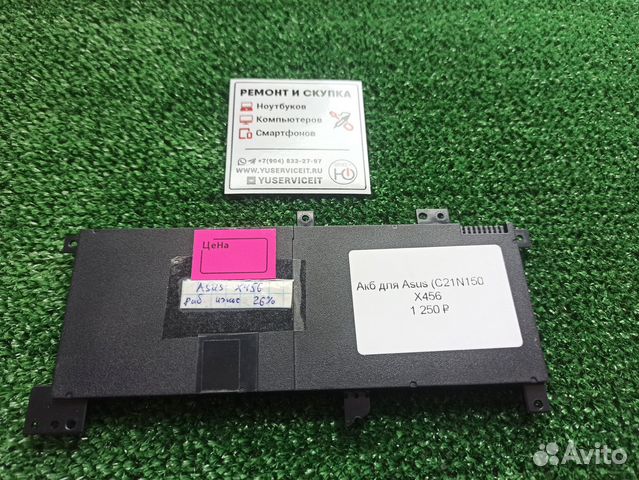 РЕМОНТ И СКУПКА
Ноутбуков
Компьютеров
Смартфонов
+7(904) 833-27-97
WWW.YUSERVICEIT.RU
YUSERVICEIT
Цена
Asus X456
раб износ 26%
Акб для Asus (C21N150
X456
1 250 ₽
Avito